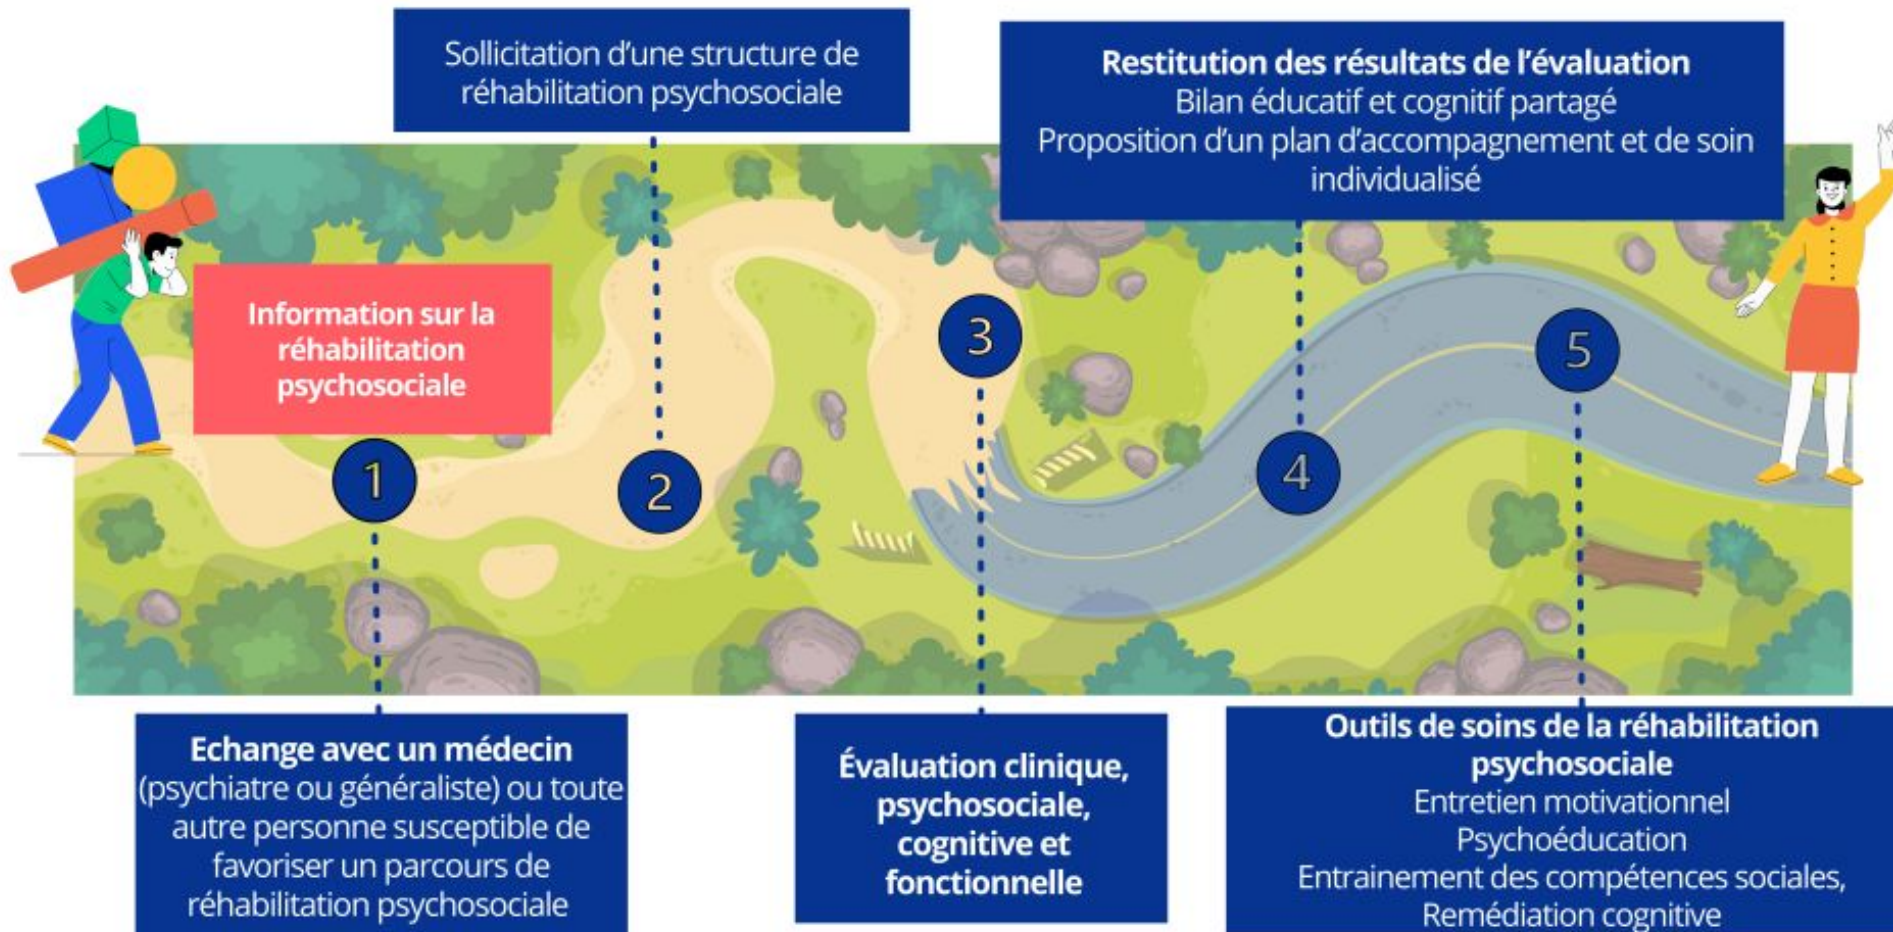 Sollicitation d'une structure de
réhabilitation psychosociale
Restitution des résultats de l'évaluation
Bilan éducatif et cognitif partagé
Proposition d'un plan d'accompagnement et de soin
individualisé
Information sur la
réhabilitation
psychosociale
1
2
3
4
5
Echange avec un médecin
(psychiatre ou généraliste) ou toute
autre personne susceptible de
favoriser un parcours de
réhabilitation psychosociale
Évaluation clinique,
psychosociale,
cognitive et
fonctionnelle
Outils de soins de la réhabilitation
psychosociale
Entretien motivationnel
Psychoéducation
Entrainement des compétences sociales,
Remédiation cognitive